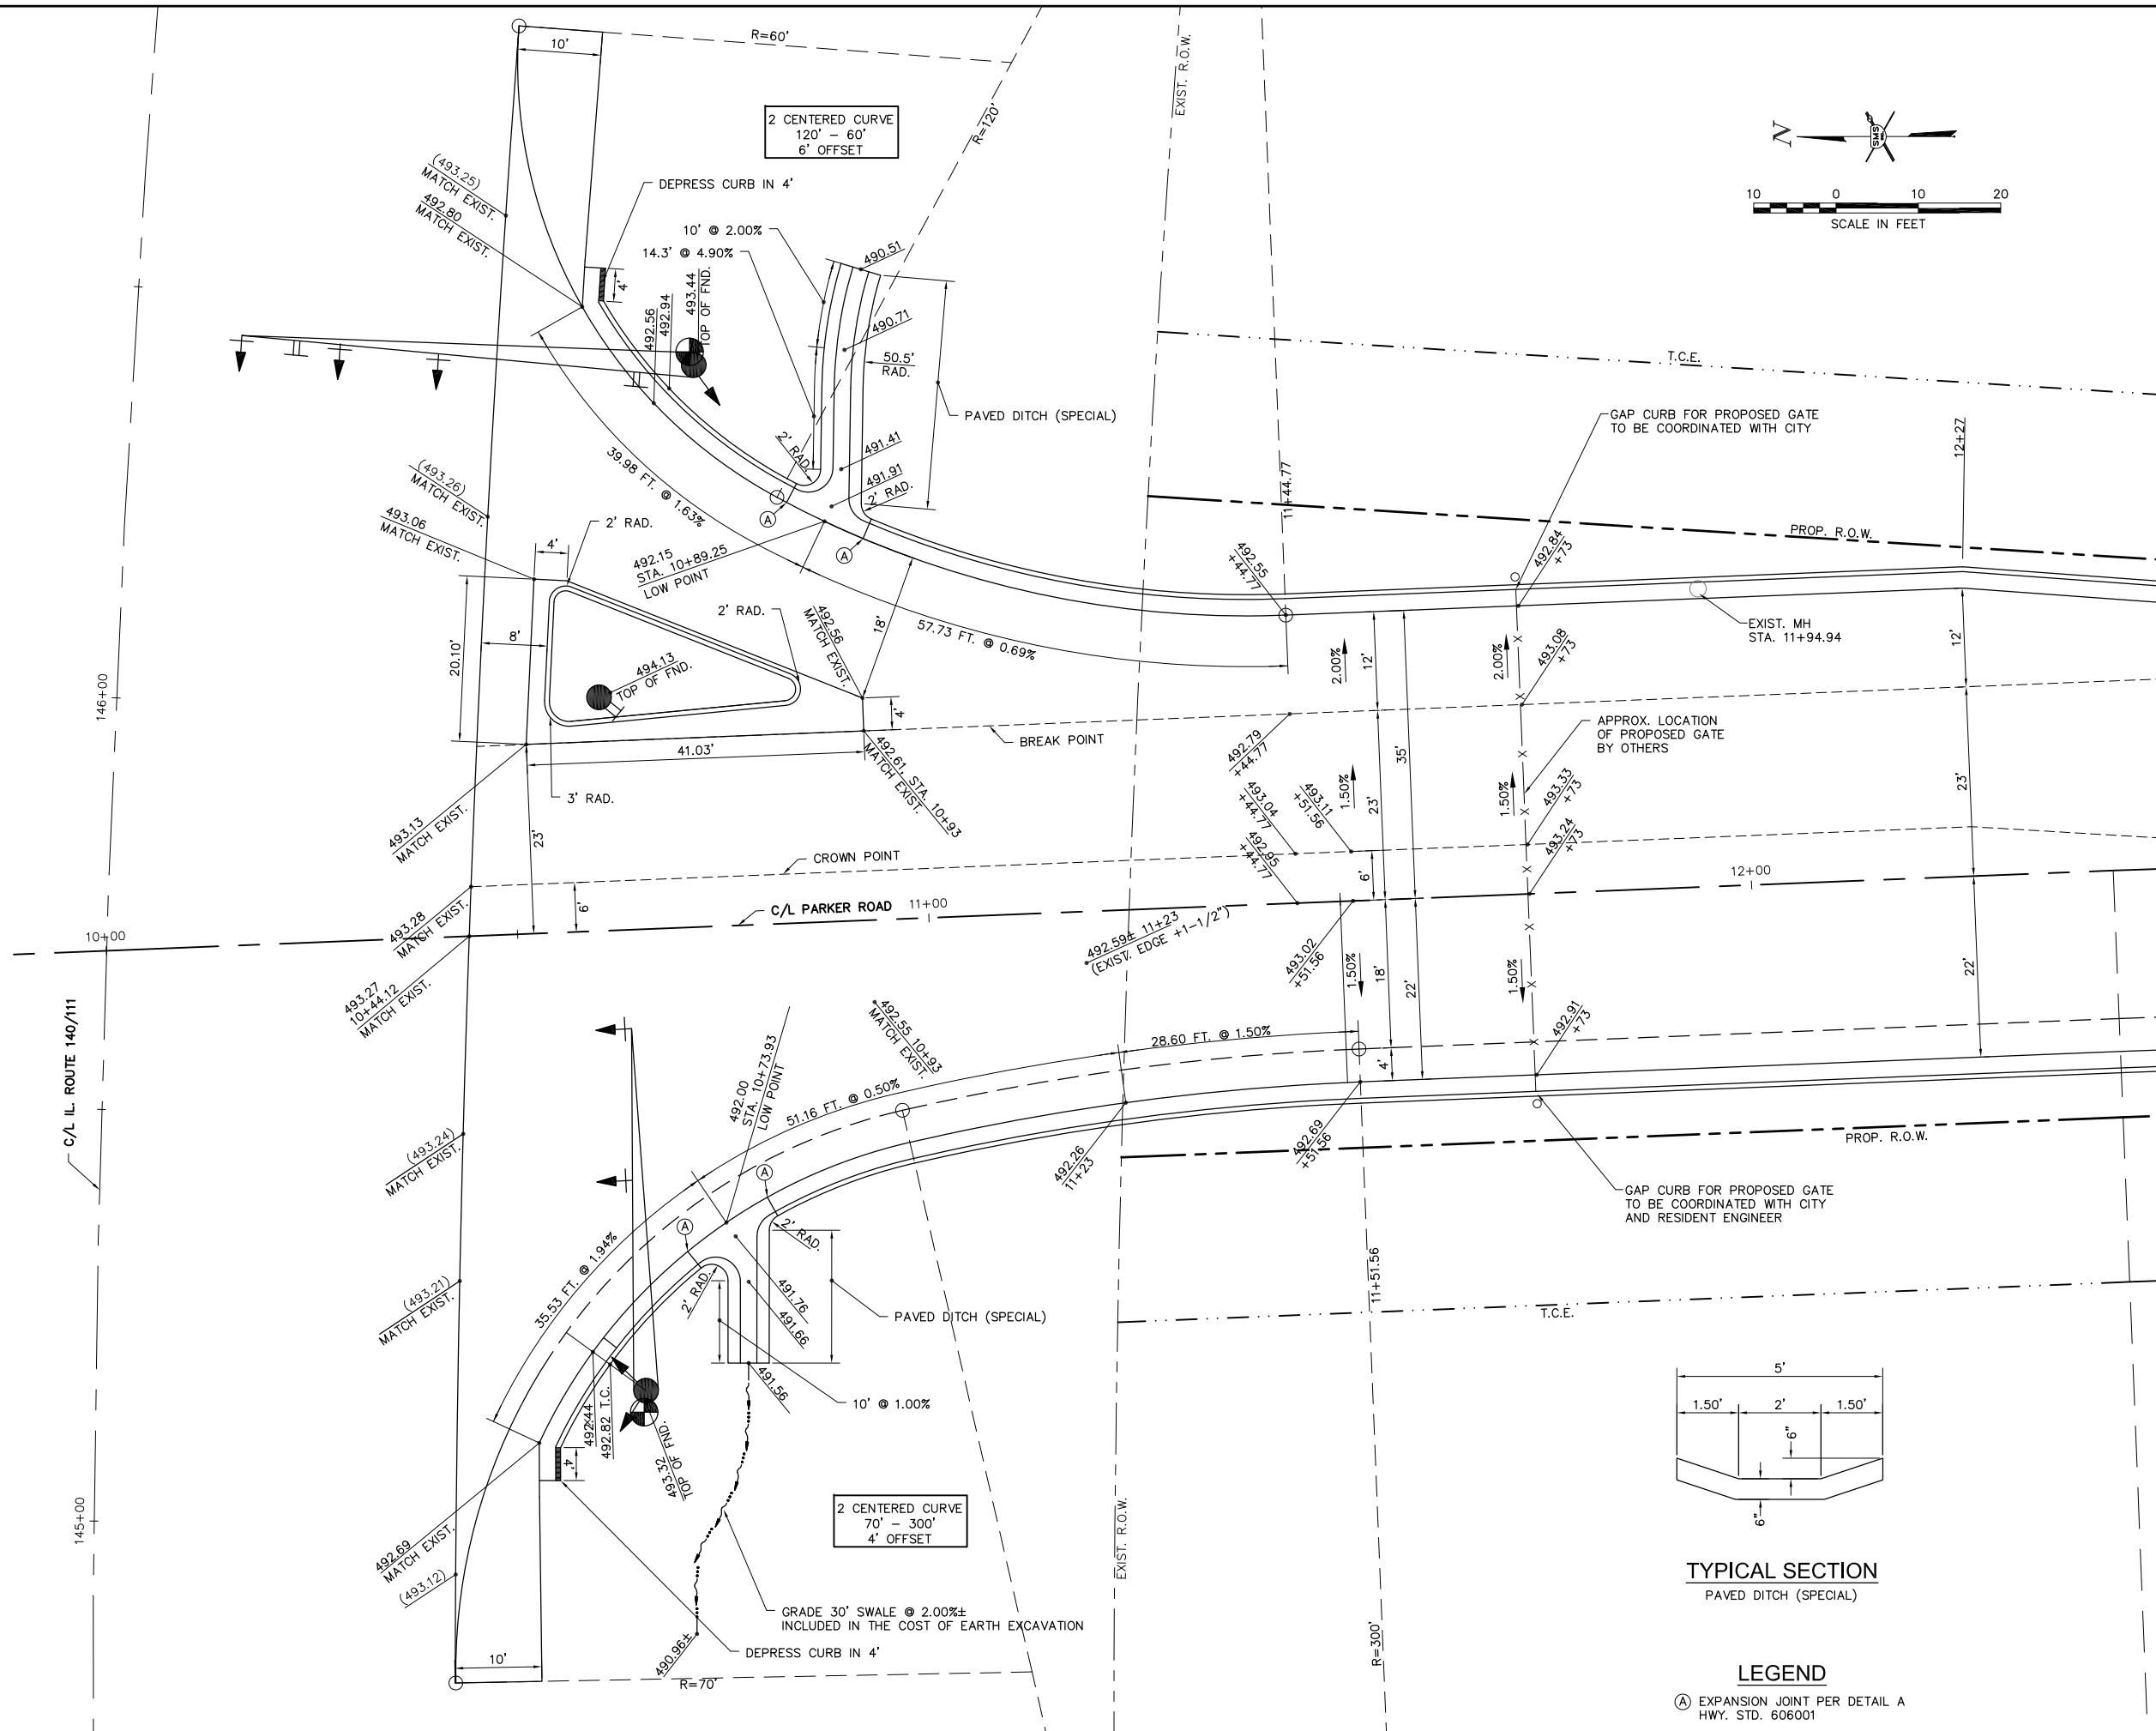 10'
R=60'
R=120'
EXIST. R.O.W.
2 CENTERED CURVE
120' - 60'
6' OFFSET
N
SMS
10 0 10 20
SCALE IN FEET
(493.25)
MATCH EXIST.
492.80
MATCH EXIST.
DEPRESS CURB IN 4'
4'
10' @ 2.00%
14.3' @ 4.90%
490.51
492.56
492.94
493.44
TOP OF FND.
490.71
50.5'
RAD.
PAVED DITCH (SPECIAL)
T.C.E.
GAP CURB FOR PROPOSED GATE
TO BE COORDINATED WITH CITY
12+27
2' RAD.
491.41
491.91
2' RAD.
A
A
39.98 FT. @ 1.63%
11+44.77
PROP. R.O.W.
(493.26)
MATCH EXIST.
493.06
MATCH EXIST.
2' RAD.
4'
492.15
STA. 10+89.25
LOW POINT
492.55
+44.77
492.84
+73
EXIST. MH
STA. 11+94.94
20.10'
8'
2' RAD.
492.56
MATCH EXIST.
18'
57.73 FT. @ 0.69%
2.00%
12'
2.00%
493.08
+73
12'
494.13
TOP OF FND.
146+00
4'
BREAK POINT
41.03'
492.61, STA. 10+93
MATCH EXIST.
492.79
+44.77
35'
APPROX. LOCATION
OF PROPOSED GATE
BY OTHERS
3' RAD.
493.13
MATCH EXIST.
23'
493.04
+44.77
493.11
+51.56
1.50%
23'
1.50%
493.33
+73
23'
492.95
+44.77
493.24
+73
CROWN POINT
6'
6'
12+00
C/L PARKER ROAD
11+00
10+00
493.28
MATCH EXIST.
493.27
10+44.12
MATCH EXIST.
492.59± 11+23
(EXIST. EDGE +1-1/2")
493.02
+51.56
1.50%
18'
22'
1.50%
22'
C/L IL. ROUTE 140/111
492.00
STA. 10+73.93
LOW POINT
492.55 10+93
MATCH EXIST.
28.60 FT. @ 1.50%
4'
492.91
+73
51.16 FT. @ 0.50%
(493.24)
MATCH EXIST.
492.26
11+23
492.69
+51.56
PROP. R.O.W.
A
A
2' RAD.
GAP CURB FOR PROPOSED GATE
TO BE COORDINATED WITH CITY
AND RESIDENT ENGINEER
35.53 FT. @ 1.94%
(493.21)
MATCH EXIST.
2' RAD.
491.76
491.66
PAVED DITCH (SPECIAL)
11+51.56
T.C.E.
491.56
10' @ 1.00%
492.44
492.82 T.C.
493.32
TOP OF FND.
4'
5'
1.50' 2' 1.50'
6"
6"
145+00
2 CENTERED CURVE
70' - 300'
4' OFFSET
EXIST. R.O.W.
492.69
MATCH EXIST.
(493.12)
TYPICAL SECTION
PAVED DITCH (SPECIAL)
GRADE 30' SWALE @ 2.00%±
INCLUDED IN THE COST OF EARTH EXCAVATION
490.96±
DEPRESS CURB IN 4'
10'
R=70'
R=300'
LEGEND
A EXPANSION JOINT PER DETAIL A
HWY. STD. 606001